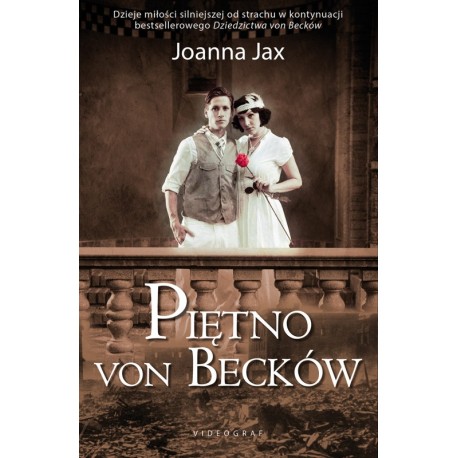 Dzieje miłości silniejszej od strachu w kontynuacji
bestsellerowego Dziedzictwa von Becków
Joanna Jax
PIĘTNO
VON BECKÓW
VIDEOGRAF